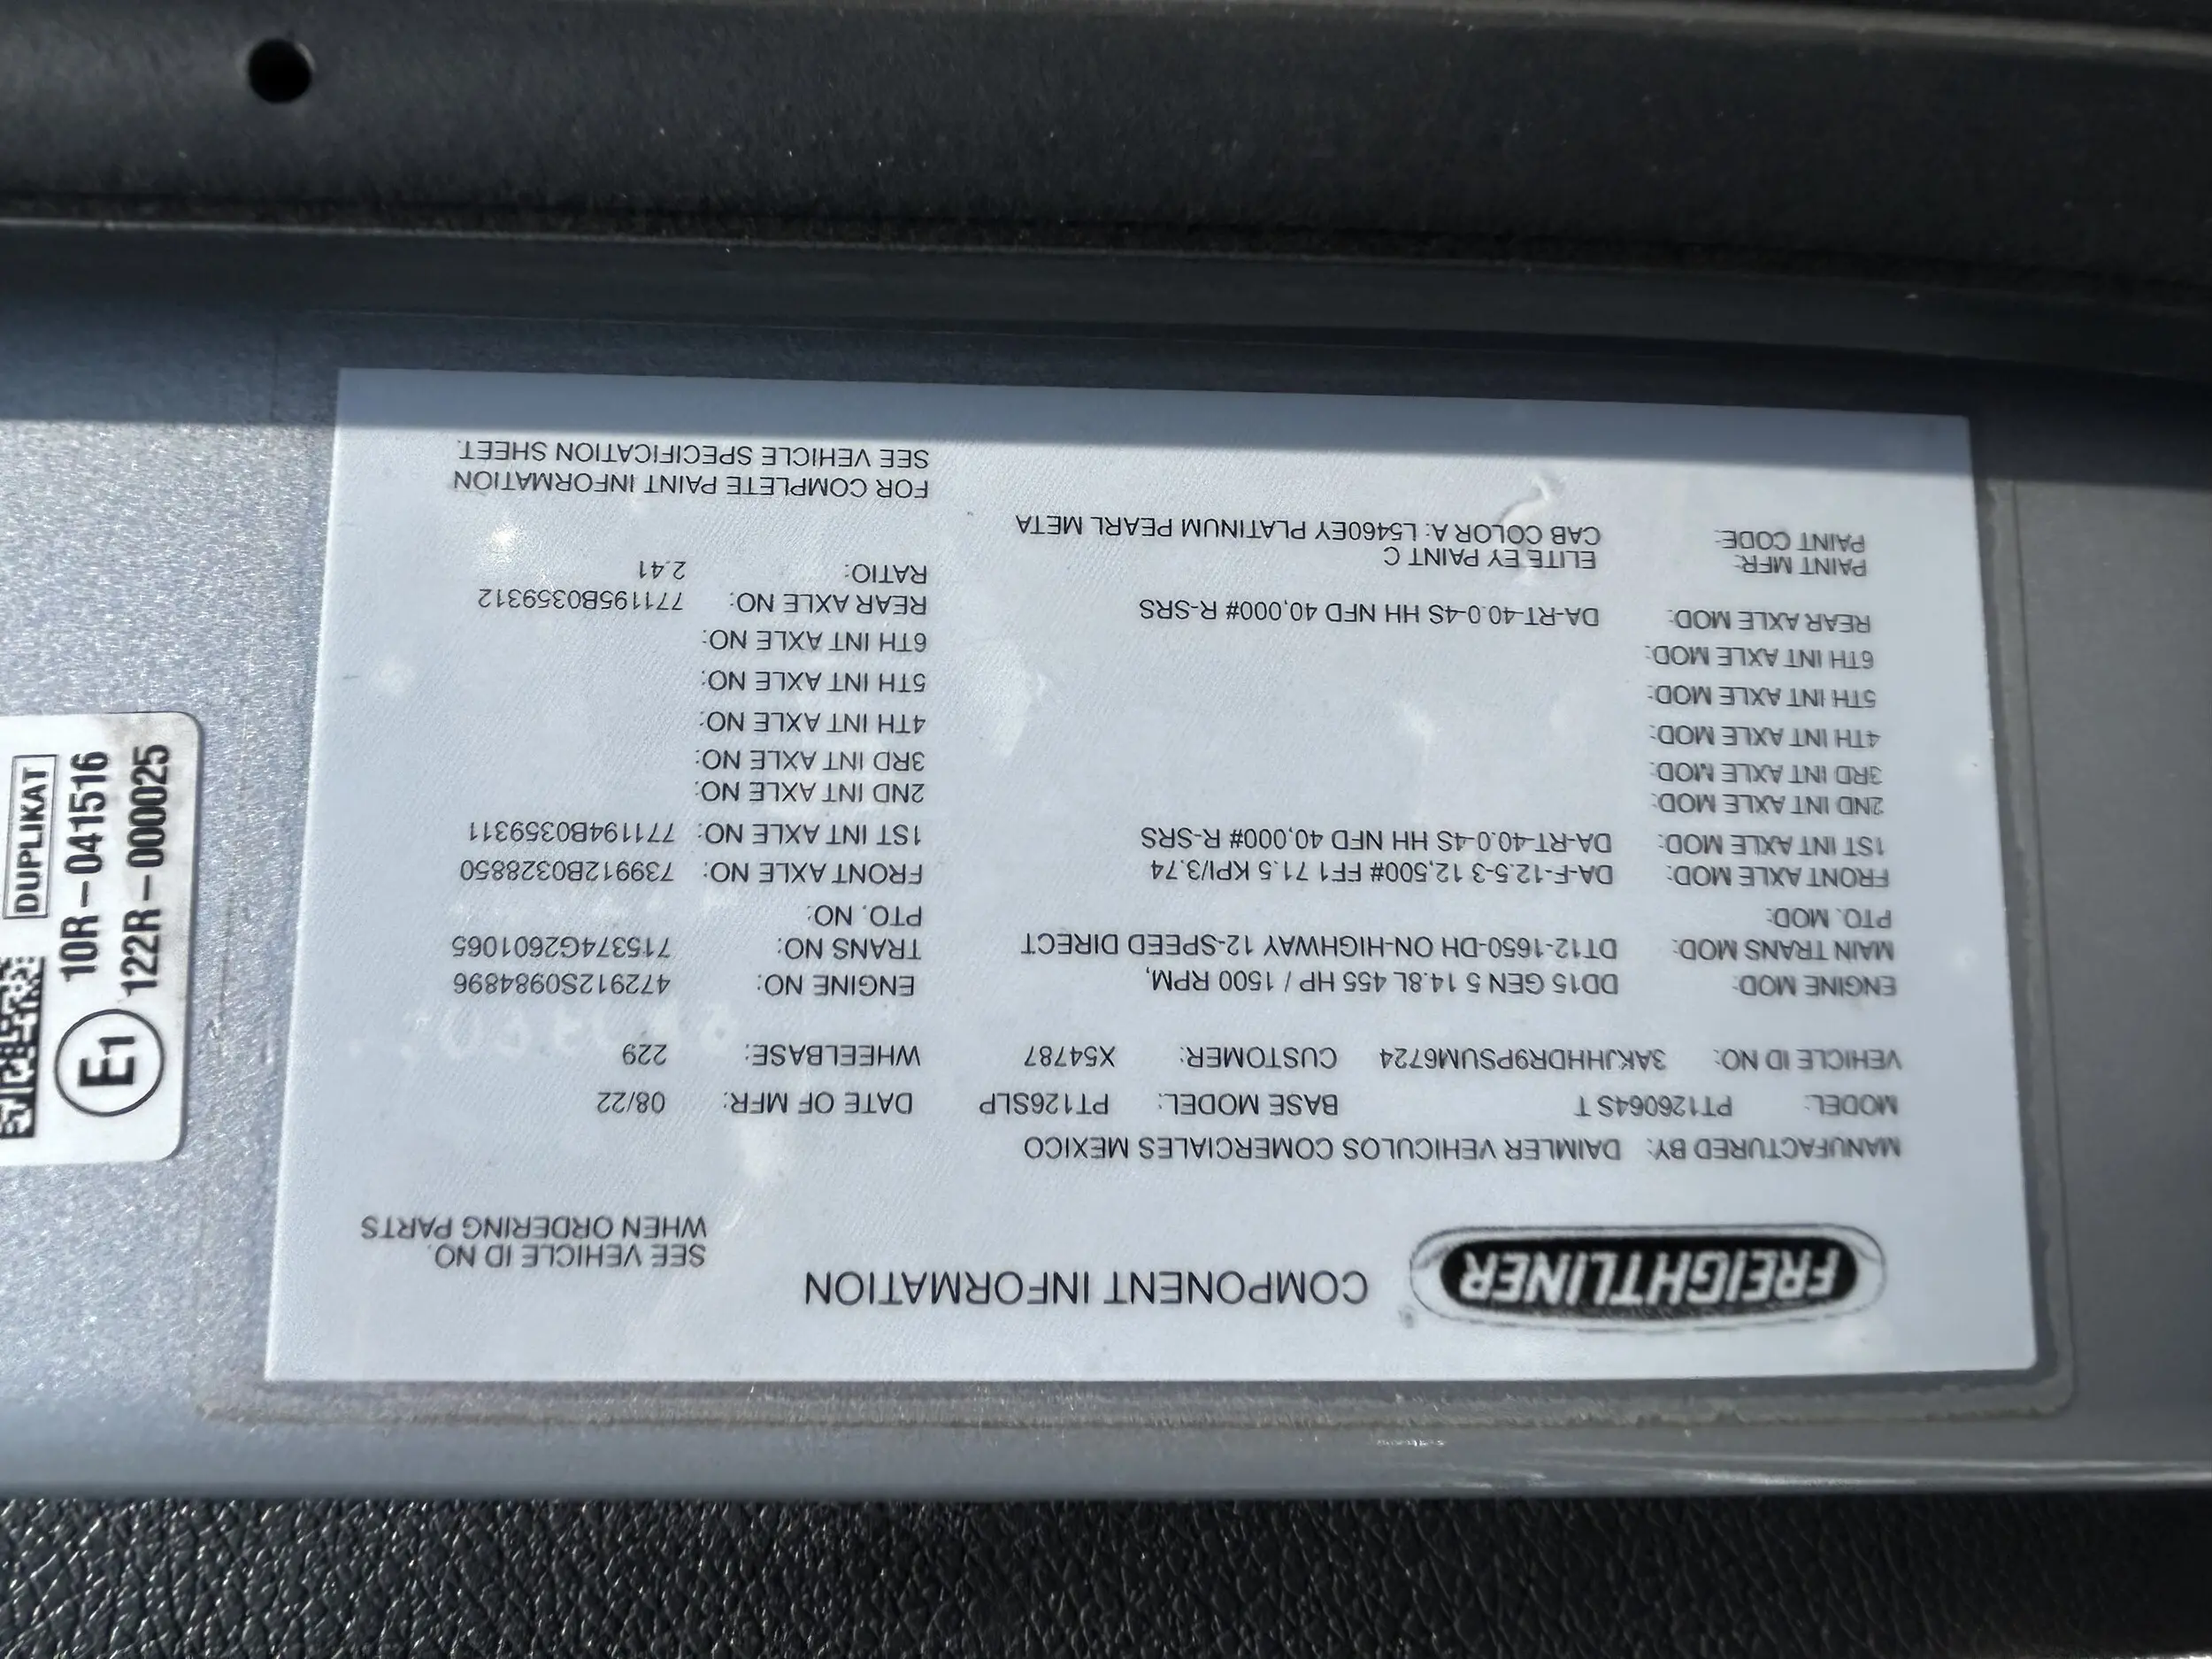 FREIGHTLINER
COMPONENT INFORMATION
SEE VEHICLE ID NO.
WHEN ORDERING PARTS
MANUFACTURED BY: DAIMLER VEHICULOS COMERCIALES MEXICO
MODEL: PT126064S T BASE MODEL: PT126SLP DATE OF MFR: 08/22
VEHICLE ID NO: 3AKJHHDR9PSUM6724 CUSTOMER: X54787 WHEELBASE: 229
ENGINE MOD: DD15 GEN 5 14.8L 455 HP / 1500 RPM, ENGINE NO: 472912S0984896
MAIN TRANS MOD: DT12-1650-DH ON-HIGHWAY 12-SPEED DIRECT TRANS NO: 715374G2601065
PTO. MOD: PTO. NO:
FRONT AXLE MOD: DA-F-12.5-3 12,500# FF1 71.5 KPI/3.74 FRONT AXLE NO: 739912B0328850
1ST INT AXLE MOD: DA-RT-40.0-4S HH NFD 40,000# R-SRS 1ST INT AXLE NO: 771194B0359311
2ND INT AXLE MOD: 2ND INT AXLE NO:
3RD INT AXLE MOD: 3RD INT AXLE NO:
4TH INT AXLE MOD: 4TH INT AXLE NO:
5TH INT AXLE MOD: 5TH INT AXLE NO:
6TH INT AXLE MOD: 6TH INT AXLE NO:
REAR AXLE MOD: DA-RT-40.0-4S HH NFD 40,000# R-SRS REAR AXLE NO: 771195B0359312
RATIO: 2.41
PAINT MFR: ELITE EY PAINT C
PAINT CODE: CAB COLOR A: L5460EY PLATINUM PEARL META
FOR COMPLETE PAINT INFORMATION
SEE VEHICLE SPECIFICATION SHEET.
DUPLIKAT
E1
10R-041516
122R-000025